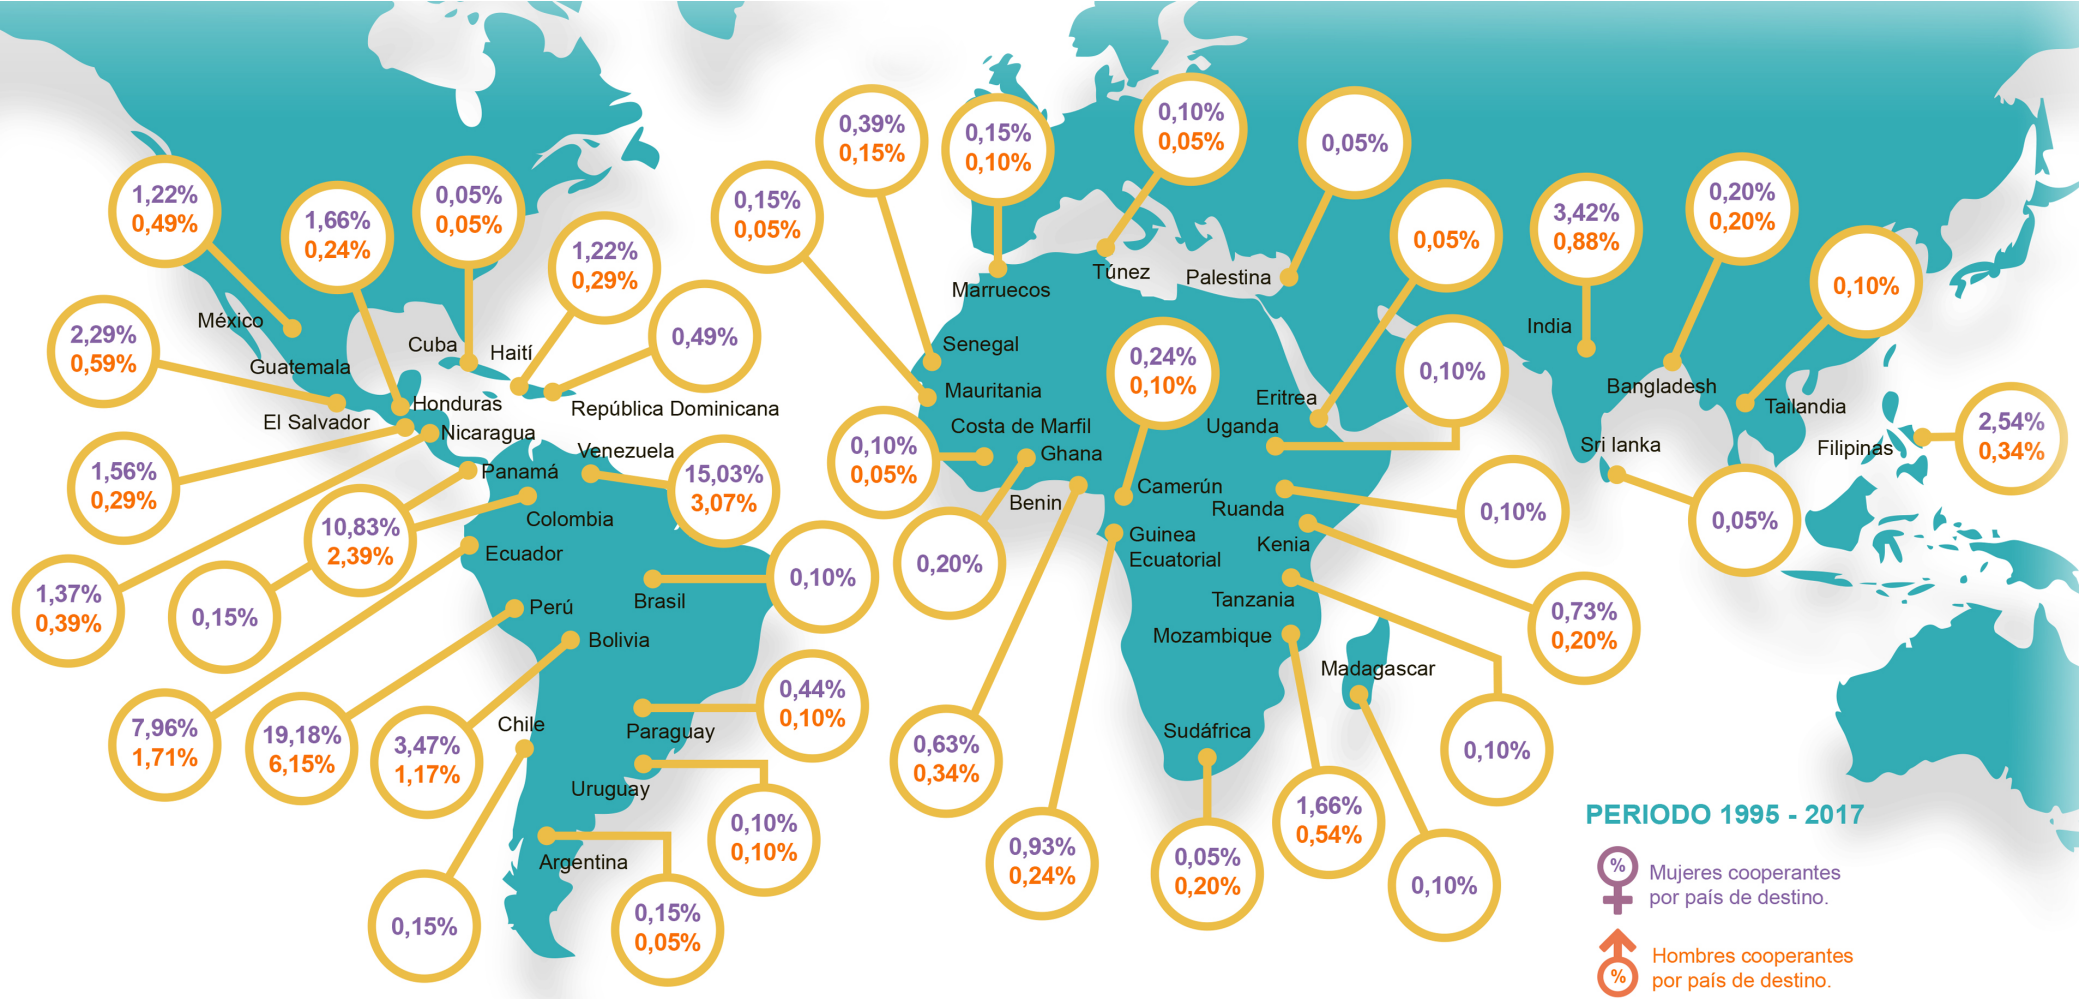 1,22%
0,49%
México
1,66%
0,24%
0,05%
0,05%
Cuba
1,22%
0,29%
Haití
0,49%
República Dominicana
2,29%
0,59%
Guatemala
Honduras
El Salvador
Nicaragua
1,56%
0,29%
1,37%
0,39%
Panamá
0,15%
10,83%
2,39%
Colombia
Venezuela
15,03%
3,07%
Ecuador
7,96%
1,71%
Perú
19,18%
6,15%
Bolivia
3,47%
1,17%
Brasil
0,10%
Paraguay
0,44%
0,10%
Chile
0,15%
Uruguay
0,10%
0,10%
Argentina
0,15%
0,05%
0,15%
0,05%
0,39%
0,15%
0,15%
0,10%
Marruecos
0,10%
0,05%
Túnez
0,05%
Palestina
Senegal
Mauritania
0,24%
0,10%
Costa de Marfil
0,10%
0,05%
Ghana
0,20%
Benin
0,63%
0,34%
Camerún
Guinea
Ecuatorial
0,93%
0,24%
0,05%
Eritrea
0,10%
Uganda
Ruanda
0,10%
Kenia
0,73%
0,20%
Tanzania
0,10%
Mozambique
1,66%
0,54%
Madagascar
0,10%
Sudáfrica
0,05%
0,20%
3,42%
0,88%
India
0,20%
0,20%
Bangladesh
0,10%
Tailandia
Sri lanka
0,05%
Filipinas
2,54%
0,34%
PERIODO 1995 - 2017
%
Mujeres cooperantes
por país de destino.
%
Hombres cooperantes
por país de destino.